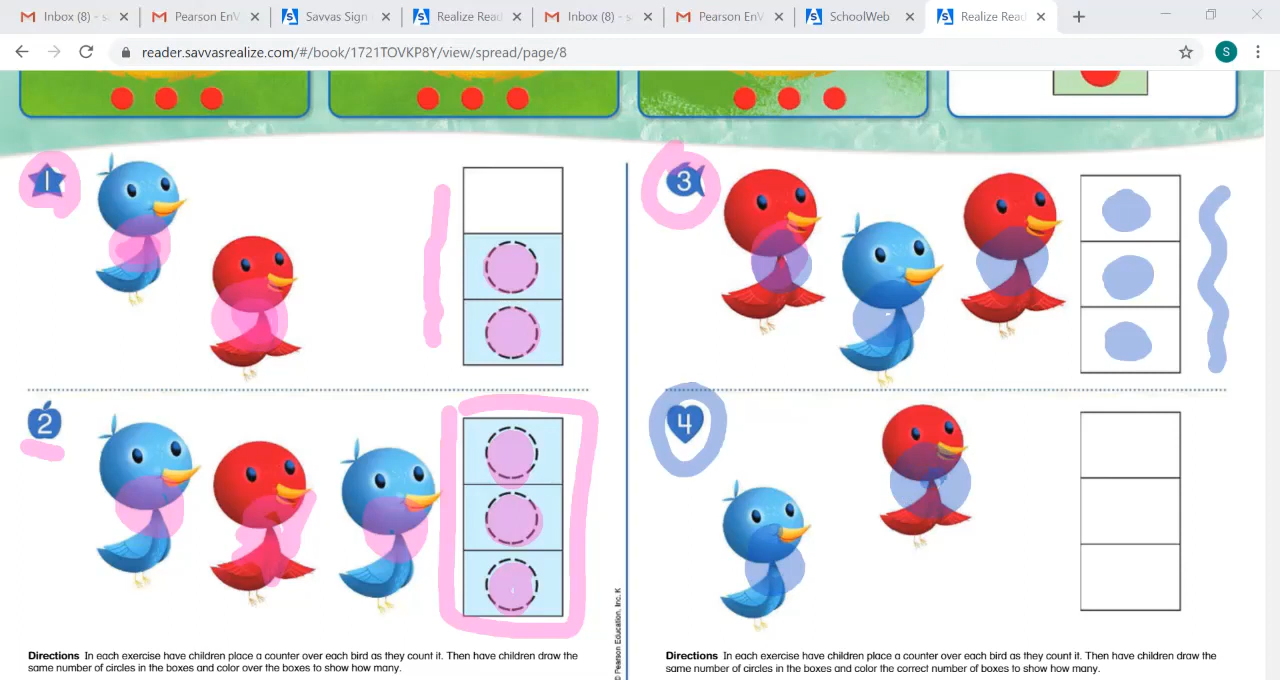 Inbox (8) - s
Pearson EnV
Savvas Sign
Realize Read
Inbox (8) - s
Pearson EnV
SchoolWeb
Realize Read
reader.savvasrealize.com/#/book/1721TOVKP8Y/view/spread/page/8
S
1
3
2
4
© Pearson Education, Inc. K
Directions In each exercise have children place a counter over each bird as they count it. Then have children draw the
same number of circles in the boxes and color over the boxes to show how many.
Directions In each exercise have children place a counter over each bird as they count it. Then have children draw the
same number of circles in the boxes and color the correct number of boxes to show how many.